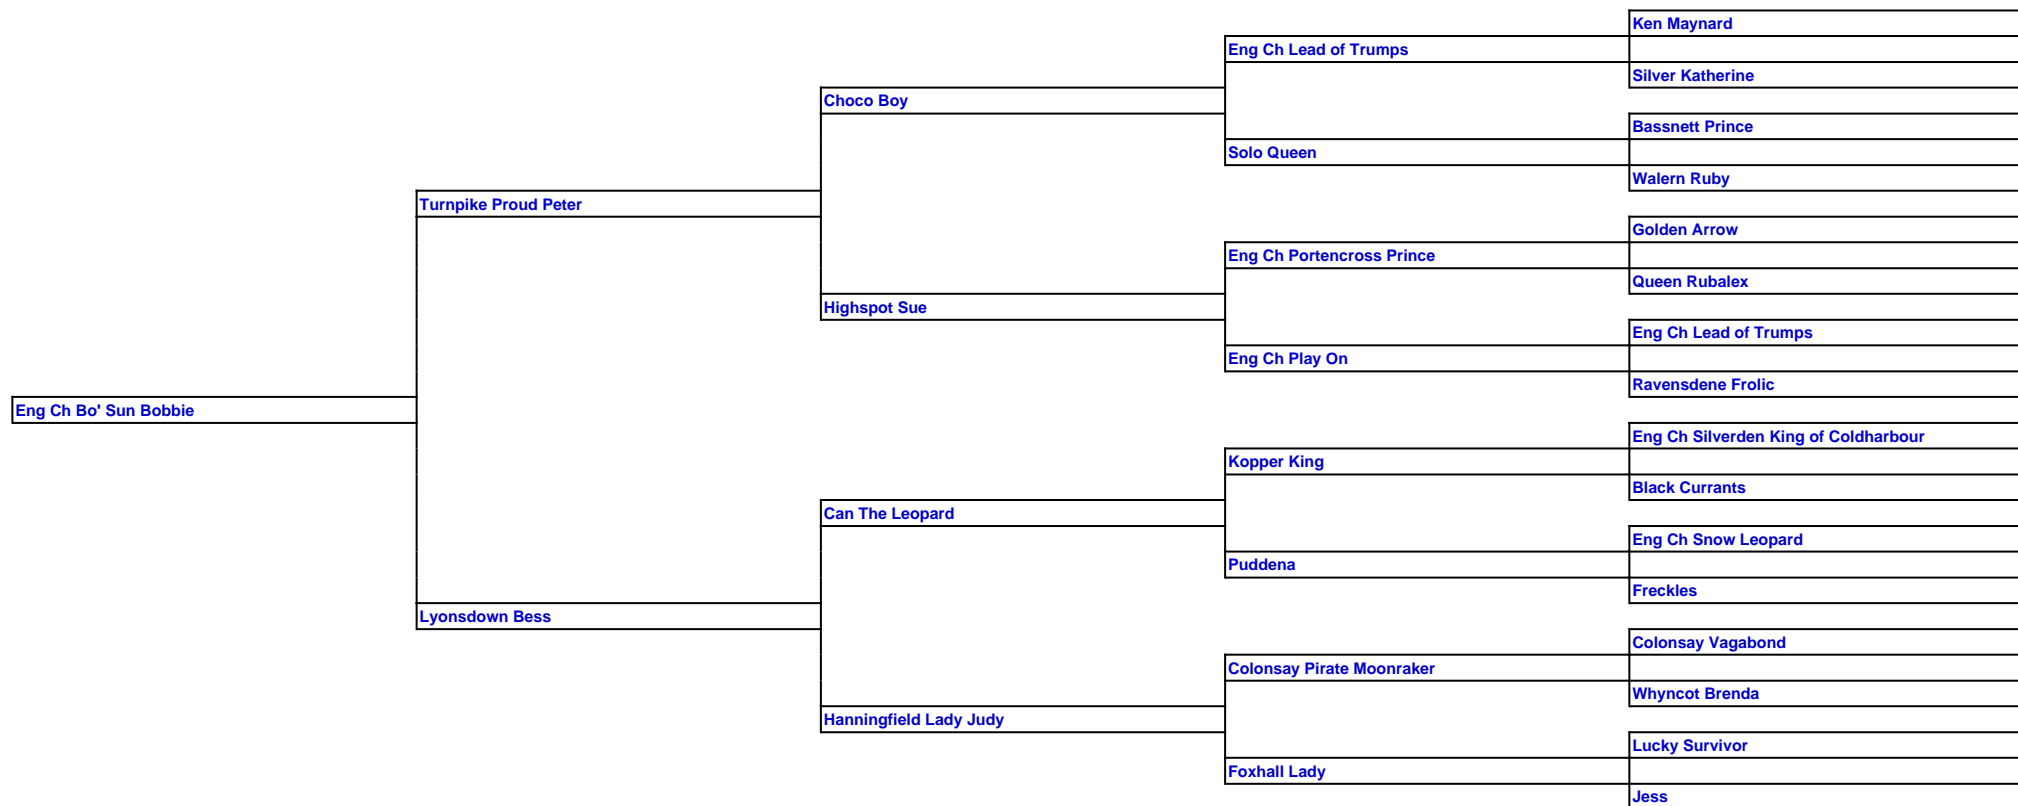 Ken Maynard
Eng Ch Lead of Trumps
Silver Katherine
Choco Boy
Bassnett Prince
Solo Queen
Walern Ruby
Turnpike Proud Peter
Golden Arrow
Eng Ch Portencross Prince
Queen Rubalex
Highspot Sue
Eng Ch Lead of Trumps
Eng Ch Play On
Ravensdene Frolic
Eng Ch Bo' Sun Bobbie
Eng Ch Silverden King of Coldharbour
Kopper King
Black Currants
Can The Leopard
Eng Ch Snow Leopard
Puddena
Freckles
Lyonsdown Bess
Colonsay Vagabond
Colonsay Pirate Moonraker
Whyncot Brenda
Hanningfield Lady Judy
Lucky Survivor
Foxhall Lady
Jess